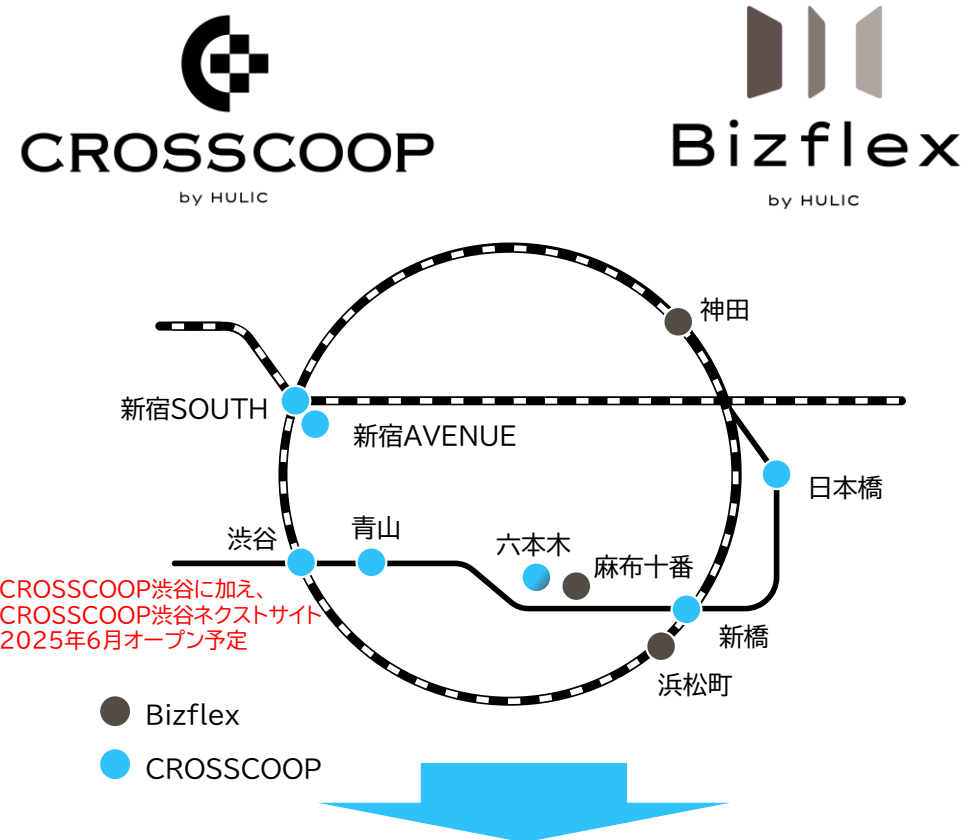 CROSSCOOP
by HULIC
Bizflex
by HULIC
神田
新宿SOUTH
新宿AVENUE
日本橋
渋谷
青山
六本木
麻布十番
CROSSCOOP渋谷に加え、
CROSSCOOP渋谷ネクストサイト
2025年6月オープン予定
新橋
浜松町
Bizflex
CROSSCOOP